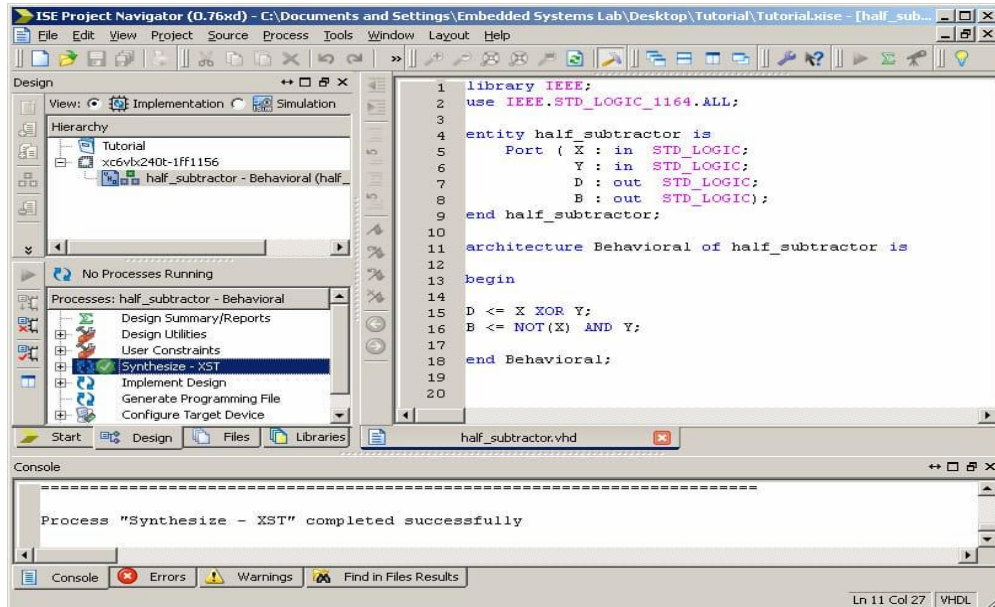 ISE Project Navigator (0.76xd) - C:\Documents and Settings\Embedded Systems Lab\Desktop\Tutorial\Tutorial.xise - [half_sub...
File Edit View Project Source Process Tools Window Layout Help
Design
View: Implementation Simulation
Hierarchy
Tutorial
xc6vlx240t-1ff1156
half_subtractor - Behavioral (half_
No Processes Running
Processes: half_subtractor - Behavioral
Design Summary/Reports
Design Utilities
User Constraints
Synthesize - XST
Implement Design
Generate Programming File
Configure Target Device
Start Design Files Libraries
1 library IEEE;
2 use IEEE.STD_LOGIC_1164.ALL;
3
4 entity half_subtractor is
5 Port ( X : in STD_LOGIC;
6 Y : in STD_LOGIC;
7 D : out STD_LOGIC;
8 B : out STD_LOGIC);
9 end half_subtractor;
10
11 architecture Behavioral of half_subtractor is
12
13 begin
14
15 D <= X XOR Y;
16 B <= NOT(X) AND Y;
17
18 end Behavioral;
19
20
half_subtractor.vhd
Console
=========================================================================
Process "Synthesize - XST" completed successfully
Console Errors Warnings Find in Files Results
Ln 11 Col 27 VHDL